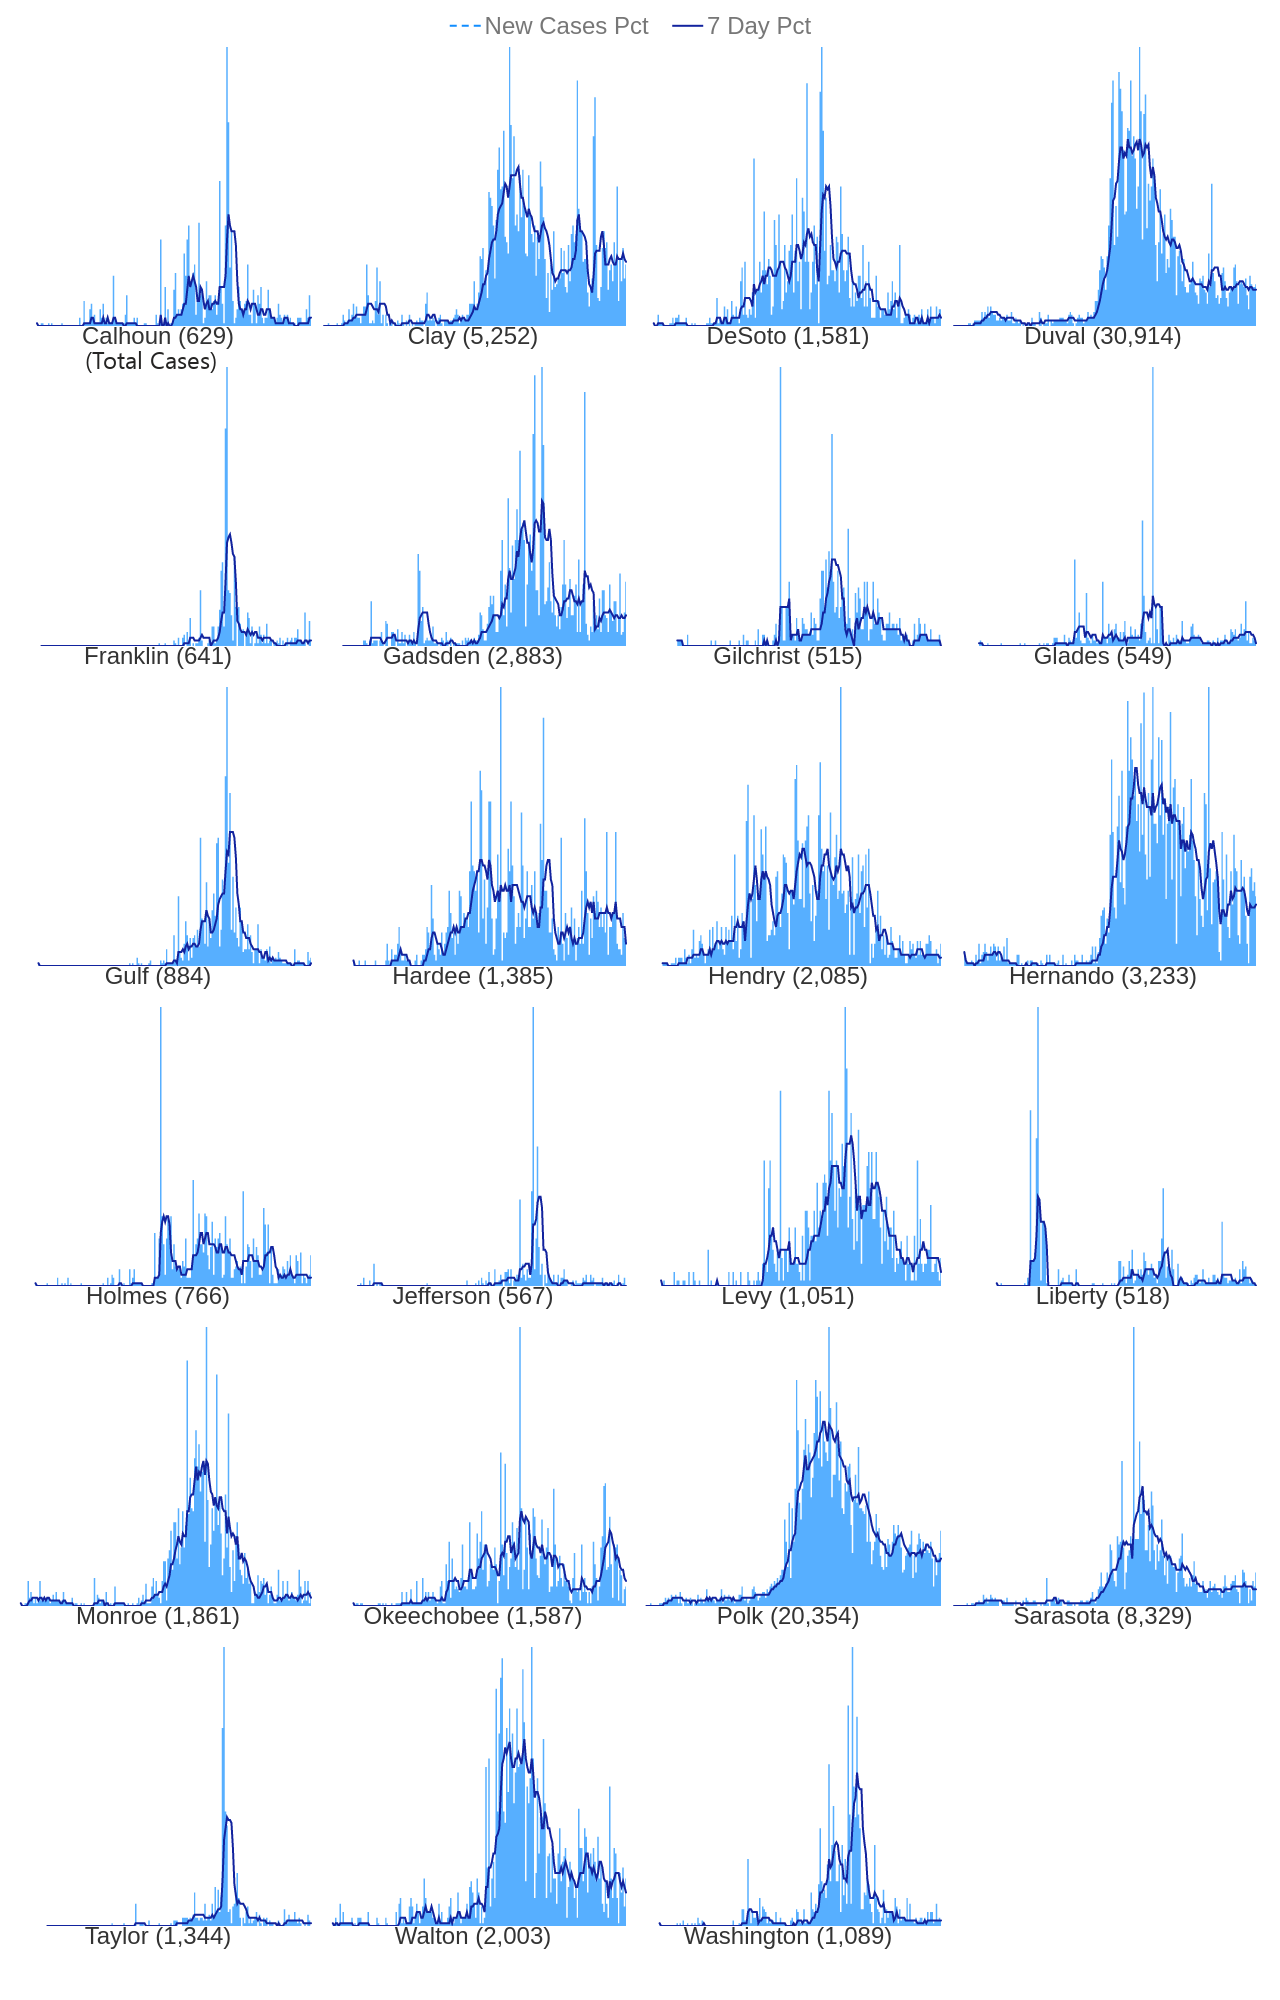 New Cases Pct 7 Day Pct
Calhoun (629) Clay (5,252) DeSoto (1,581) Duval (30,914)
(Total Cases)
Franklin (641) Gadsden (2,883) Gilchrist (515) Glades (549)
Gulf (884) Hardee (1,385) Hendry (2,085) Hernando (3,233)
Holmes (766) Jefferson (567) Levy (1,051) Liberty (518)
Monroe (1,861) Okeechobee (1,587) Polk (20,354) Sarasota (8,329)
Taylor (1,344) Walton (2,003) Washington (1,089)